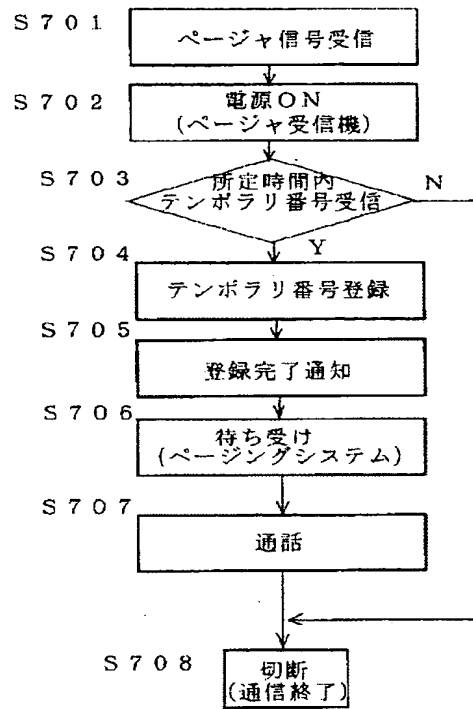 S701
ページャ信号受信
S702
電源ON
(ページャ受信機)
S703
所定時間内
テンポラリ番号受信
N
Y
S704
テンポラリ番号登録
S705
登録完了通知
S706
待ち受け
(ページングシステム)
S707
通話
S708
切断
(通信終了)